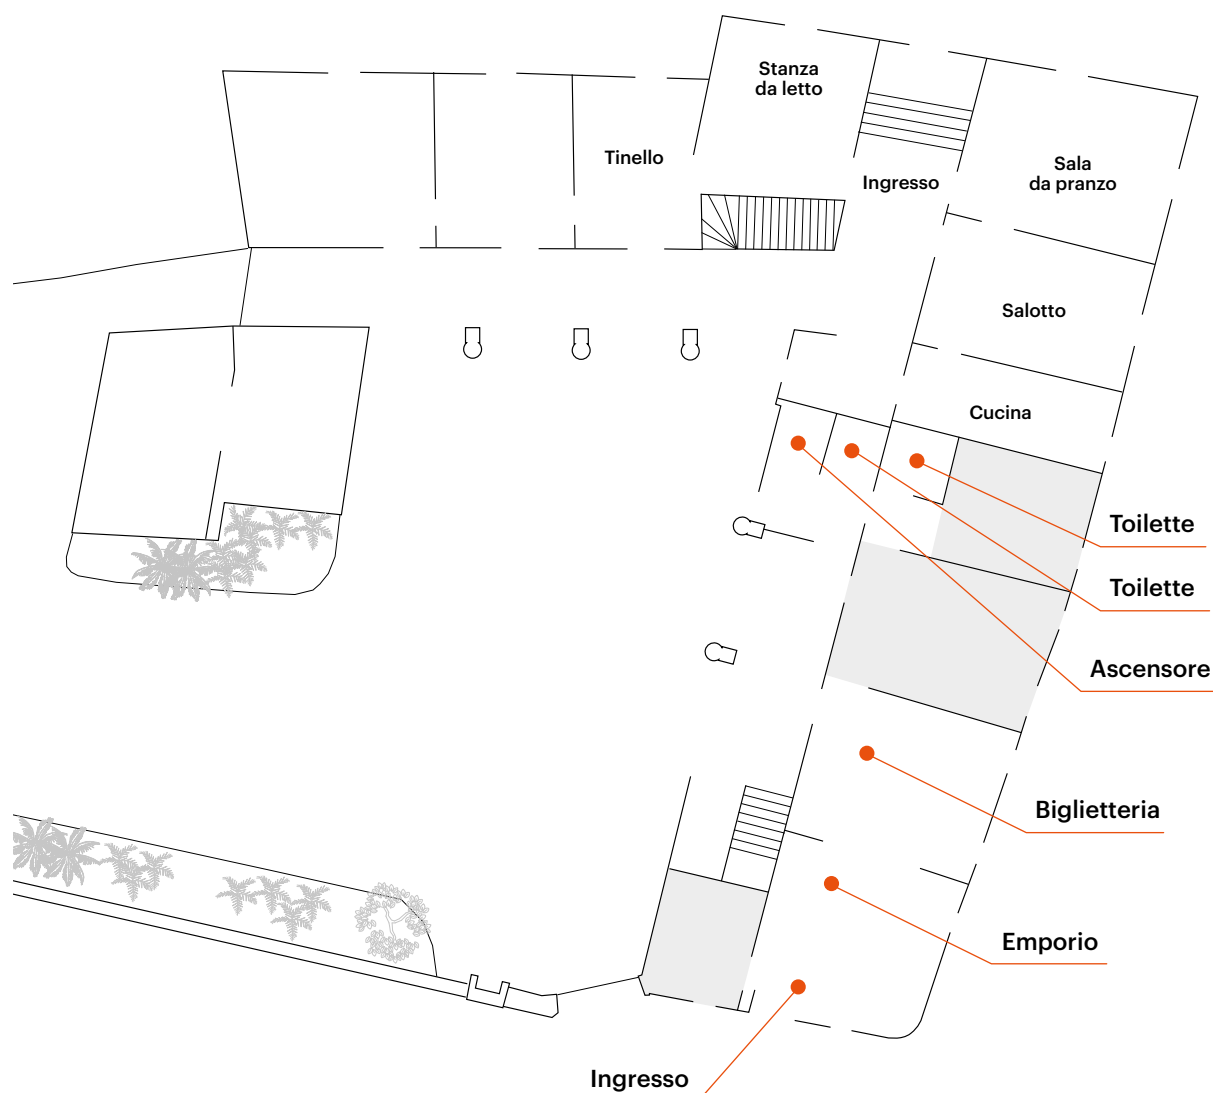 Stanza
da letto
Tinello
Ingresso
Sala
da pranzo
Salotto
Cucina
Toilette
Toilette
Ascensore
Biglietteria
Emporio
Ingresso